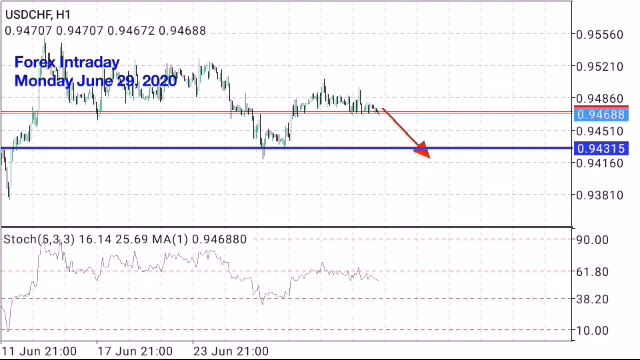 USDCHF, H1
0.94707 0.94707 0.94672 0.94688
Forex Intraday
Monday June 29, 2020
0.95560
0.95210
0.94860
0.94688
0.94510
0.94315
0.94160
0.93810
Stoch(5,3,3) 16.14 25.69 MA(1) 0.946880
90.00
61.80
38.20
10.00
11 Jun 21:00 17 Jun 21:00 23 Jun 21:00